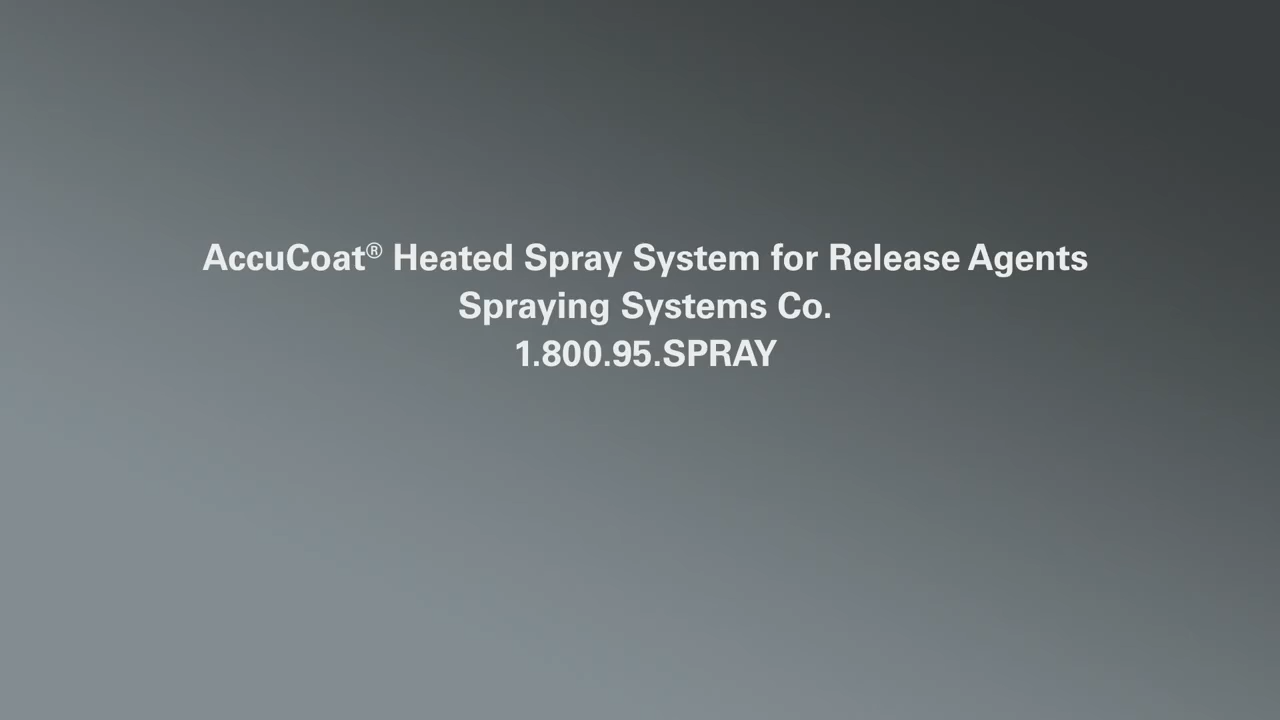 AccuCoat® Heated Spray System for Release Agents
Spraying Systems Co.
1.800.95.SPRAY